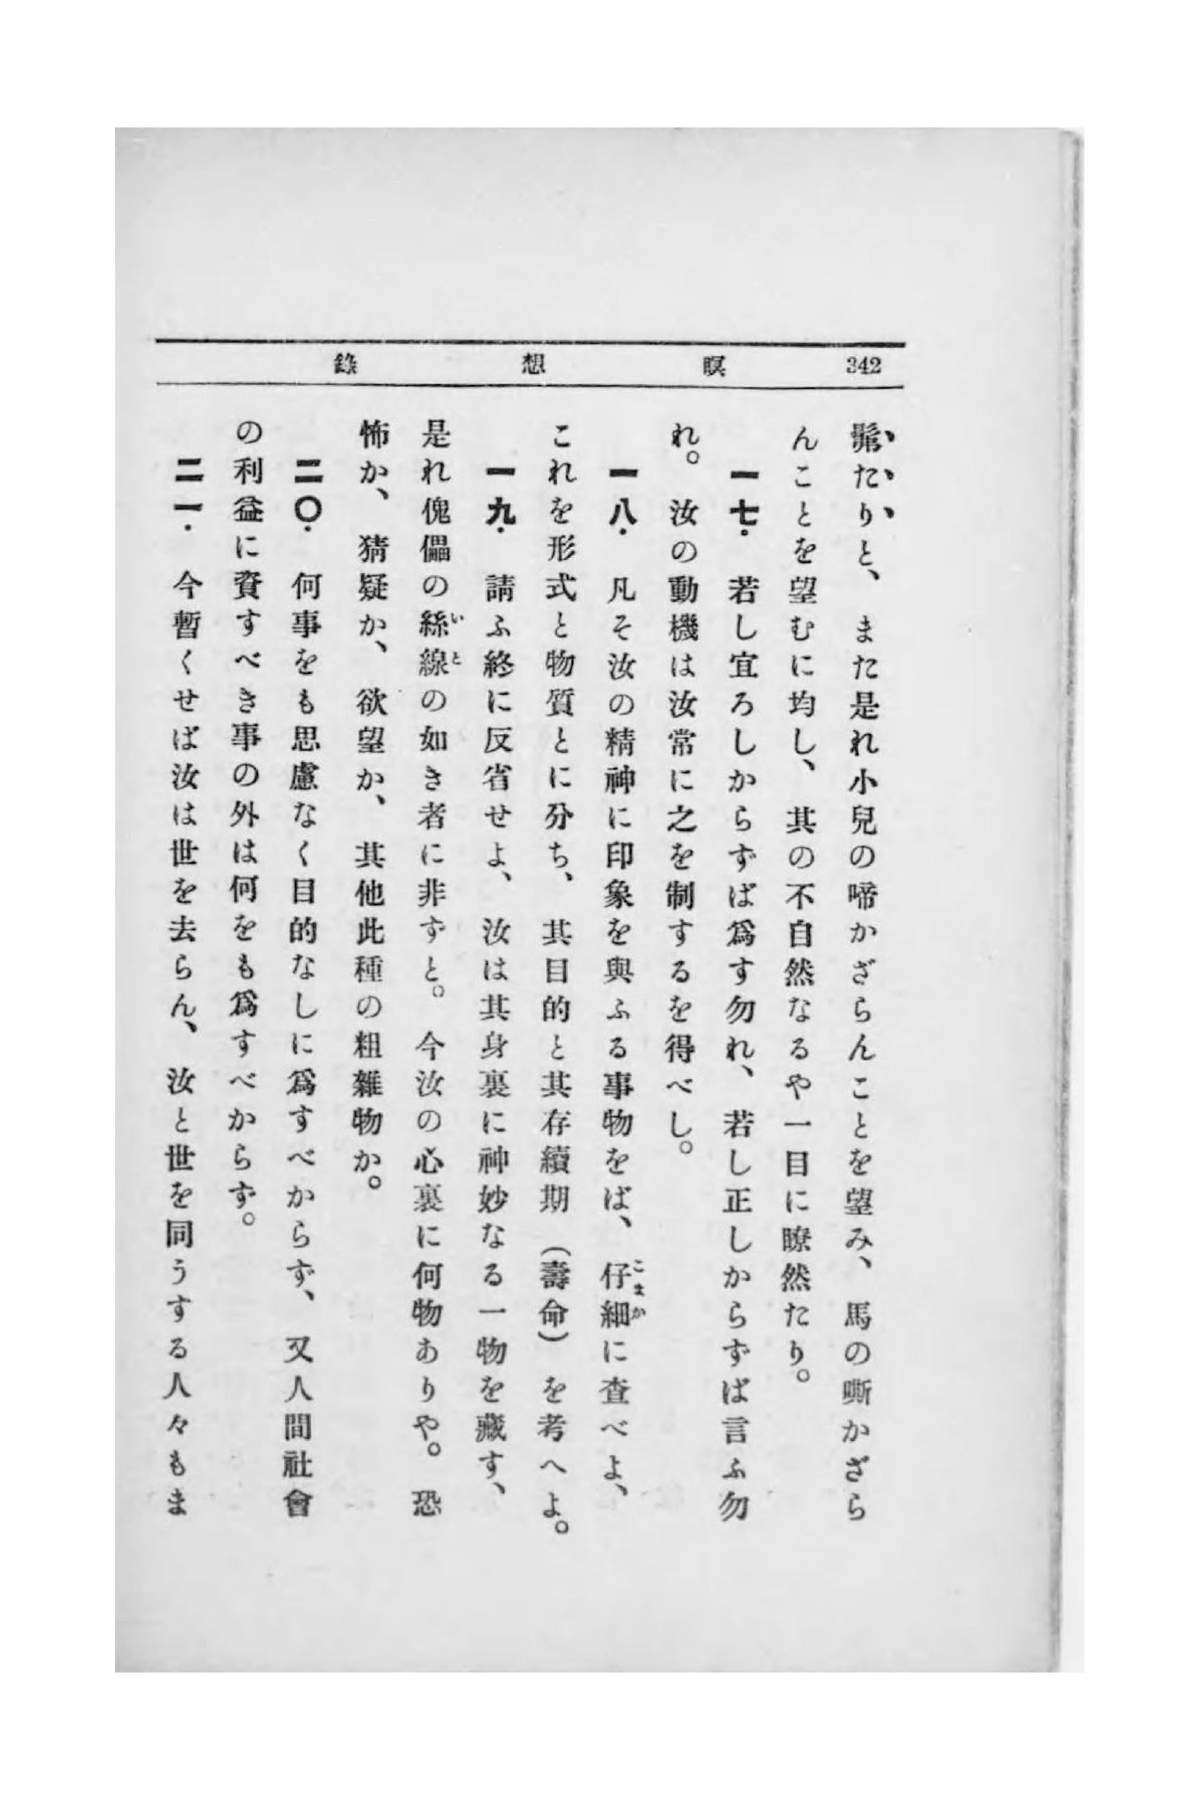 342 瞑想錄
髴たりと、また是れ小兒の啼かざらんことを望み、馬の嘶かざら
んことを望むに均し、其の不自然なるや一目に瞭然たり。
一七. 若し宜ろしからずば爲す勿れ、若し正しからずば言ふ勿
れ。汝の動機は汝常に之を制するを得べし。
一八. 凡そ汝の精神に印象を與ふる事物をば、仔細に査べよ、
これを形式と物質とに分ち、其目的と其存續期(壽命)を考へよ。
一九. 請ふ終に反省せよ、汝は其身裏に神妙なる一物を藏す、
是れ傀儡の絲線の如き者に非ずと。今汝の心裏に何物ありや。恐
怖か、猜疑か、欲望か、其他此種の粗雜物か。
二〇. 何事をも思慮なく目的なしに爲すべからず、又人間社會
の利益に資すべき事の外は何をも爲すべからず。
二一. 今暫くせば汝は世を去らん、汝と世を同うする人々もま